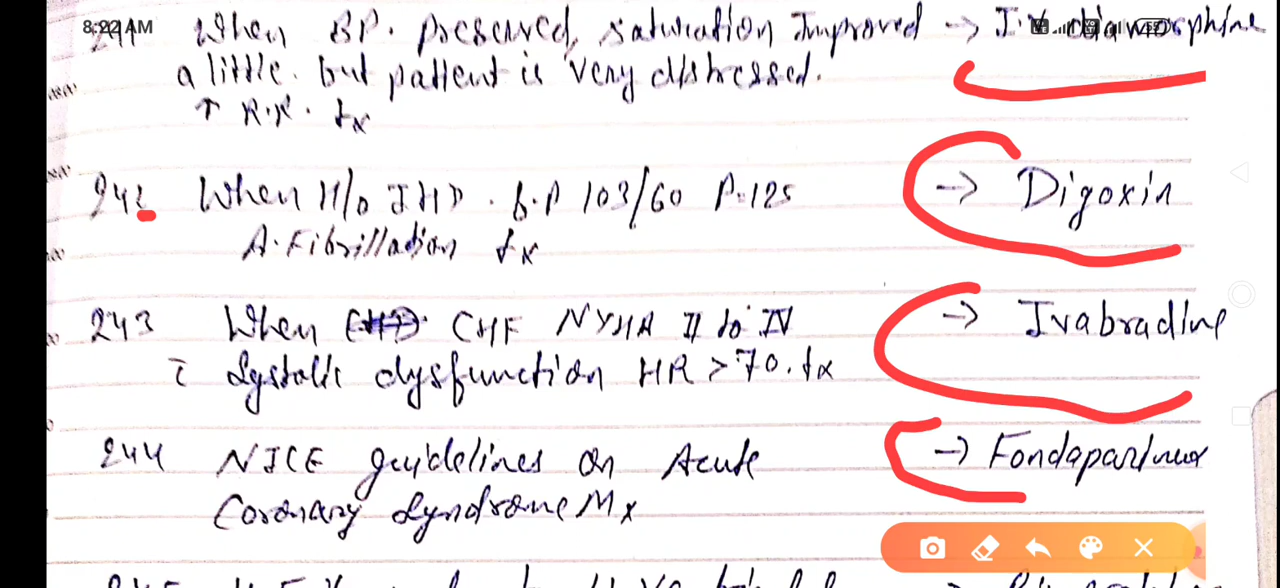 8:22 AM
241 When BP. preserved, saturation Improved → I.V diamorphine
a little. but patient is very distressed.
↑ R.R. tx
242 When H/o IHD. B.P 103/60 P-125 → Digoxin
A. Fibrillation tx
243 When CHF NYHA II to IV → Ivabradine
c̄ Systolic dysfunction HR > 70. tx
244 NICE guidelines on Acute → Fondaparinux
Coronary Syndrome Mx